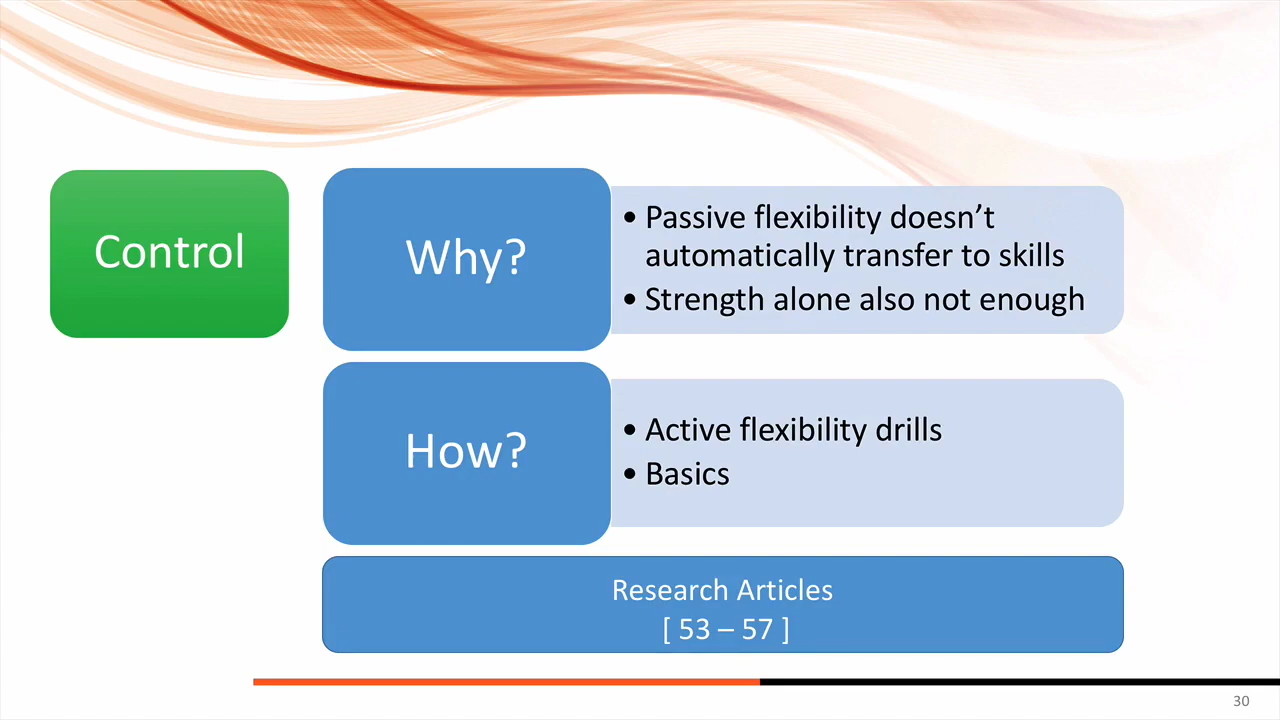 Control
Why?
• Passive flexibility doesn’t
automatically transfer to skills
• Strength alone also not enough
How?
• Active flexibility drills
• Basics
Research Articles
[ 53 – 57 ]
30